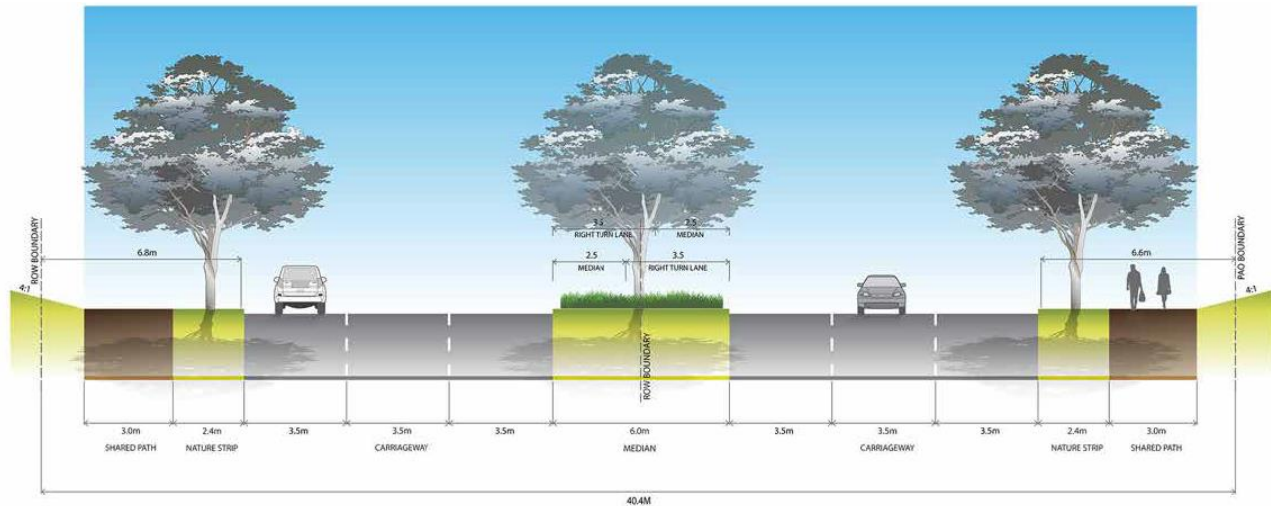 3.5
2.5
RIGHT TURN LANE
MEDIAN
ROW BOUNDARY
6.8m
2.5
3.5
MEDIAN
RIGHT TURN LANE
6.6m
PAO BOUNDARY
4:1
4:1
ROW BOUNDARY
3.0m
2.4m
3.5m
3.5m
3.5m
6.0m
3.5m
3.5m
3.5m
2.4m
3.0m
SHARED PATH
NATURE STRIP
CARRIAGEWAY
MEDIAN
CARRIAGEWAY
NATURE STRIP
SHARED PATH
40.4M